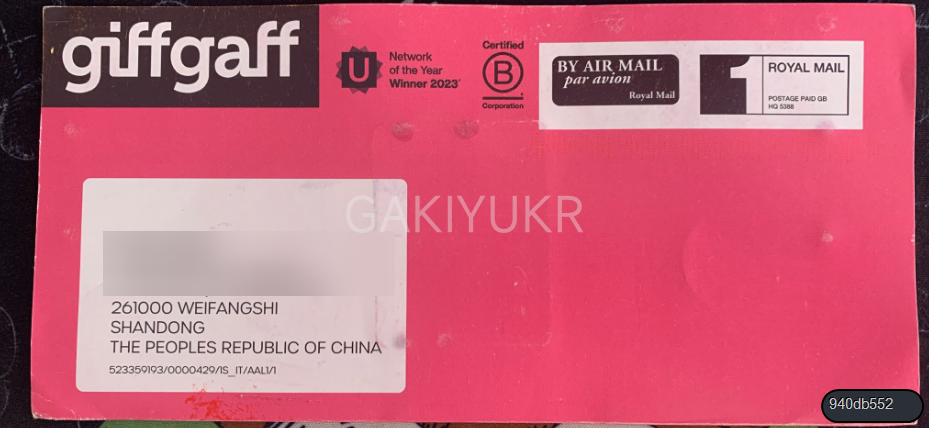 giffgaff
U
Network
of the Year
Winner 2023
Certified
B
Corporation
BY AIR MAIL
par avion
Royal Mail
1
ROYAL MAIL
POSTAGE PAID GB
HQ 5388
GAKIYUKR
261000 WEIFANGSHI
SHANDONG
THE PEOPLES REPUBLIC OF CHINA
523359193/0000429/IS_IT/AAL1/1
940db552